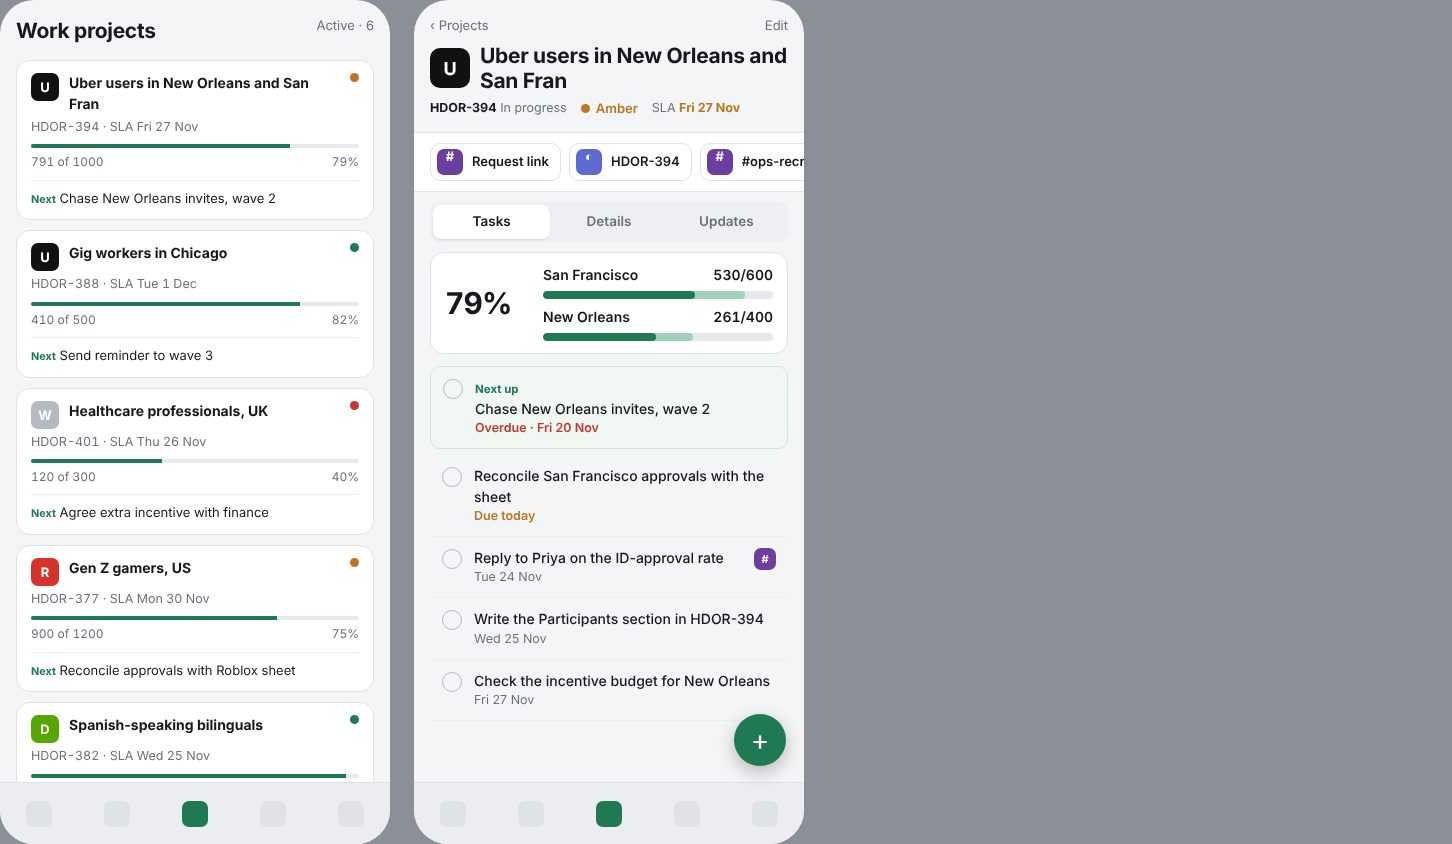 Work projects
Active · 6
U
Uber users in New Orleans and San
Fran
HDOR-394 · SLA Fri 27 Nov
791 of 1000
79%
Next Chase New Orleans invites, wave 2
U
Gig workers in Chicago
HDOR-388 · SLA Tue 1 Dec
410 of 500
82%
Next Send reminder to wave 3
W
Healthcare professionals, UK
HDOR-401 · SLA Thu 26 Nov
120 of 300
40%
Next Agree extra incentive with finance
R
Gen Z gamers, US
HDOR-377 · SLA Mon 30 Nov
900 of 1200
75%
Next Reconcile approvals with Roblox sheet
D
Spanish-speaking bilinguals
HDOR-382 · SLA Wed 25 Nov
‹ Projects
Edit
U
Uber users in New Orleans and
San Fran
HDOR-394 In progress
Amber
SLA Fri 27 Nov
# Request link
HDOR-394
# #ops-recr
Tasks
Details
Updates
79%
San Francisco
530/600
New Orleans
261/400
Next up
Chase New Orleans invites, wave 2
Overdue · Fri 20 Nov
Reconcile San Francisco approvals with the
sheet
Due today
Reply to Priya on the ID-approval rate
#
Tue 24 Nov
Write the Participants section in HDOR-394
Wed 25 Nov
Check the incentive budget for New Orleans
Fri 27 Nov
+